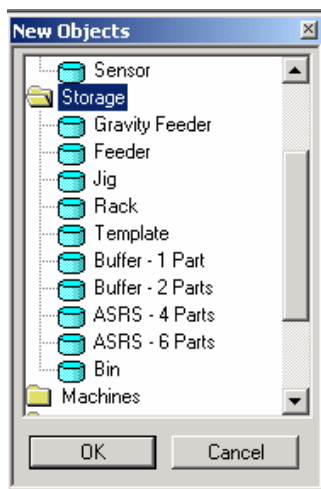 New Objects
Sensor
Storage
Gravity Feeder
Feeder
Jig
Rack
Template
Buffer - 1 Part
Buffer - 2 Parts
ASRS - 4 Parts
ASRS - 6 Parts
Bin
Machines
OK Cancel